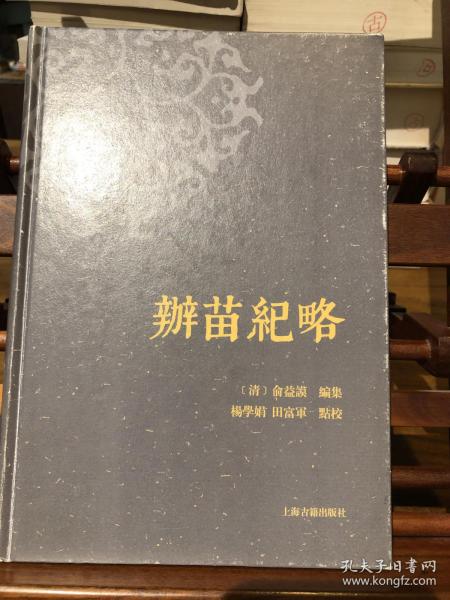 古
辦苗紀略
〔清〕俞益謨 編集
楊學娟 田富軍 點校
上海古籍出版社
孔夫子旧书网
www.kongfz.com